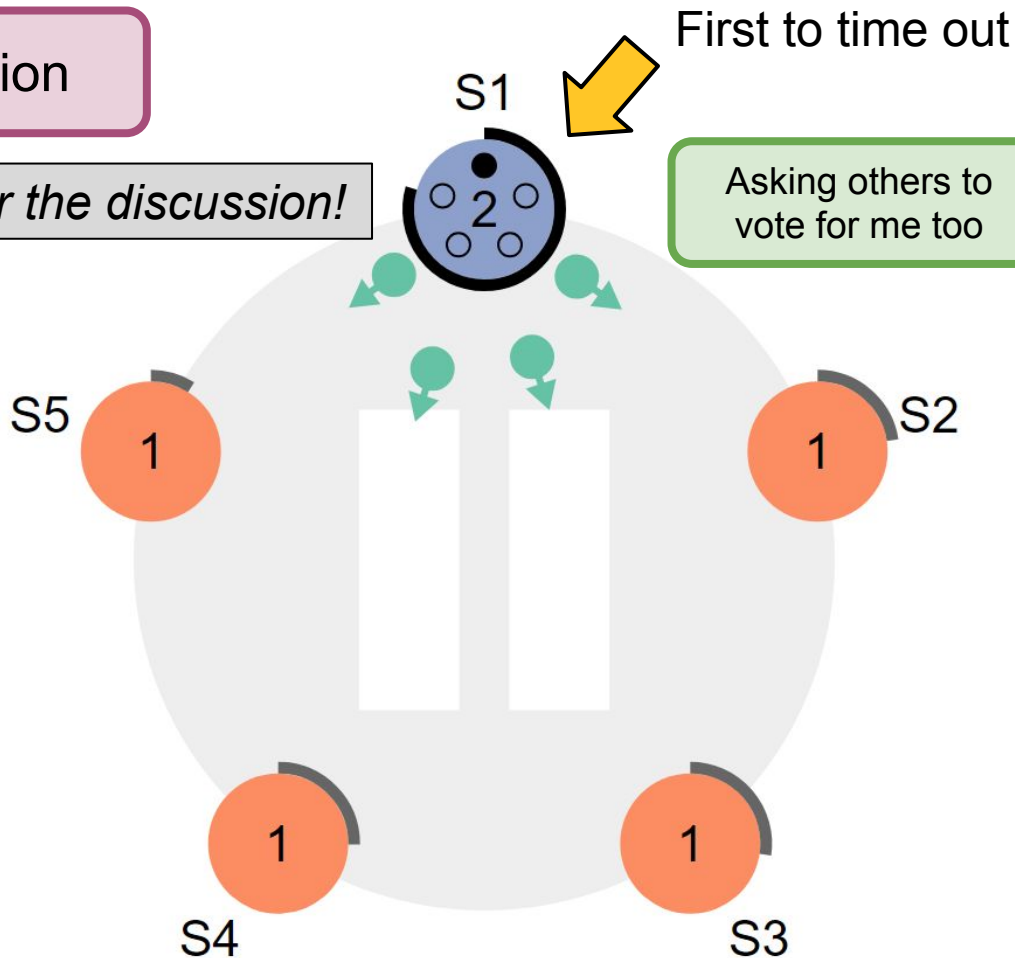 First to time out
ion
S1
r the discussion!
Asking others to
vote for me too
2
S5
1
1
S2
1
1
S4
S3